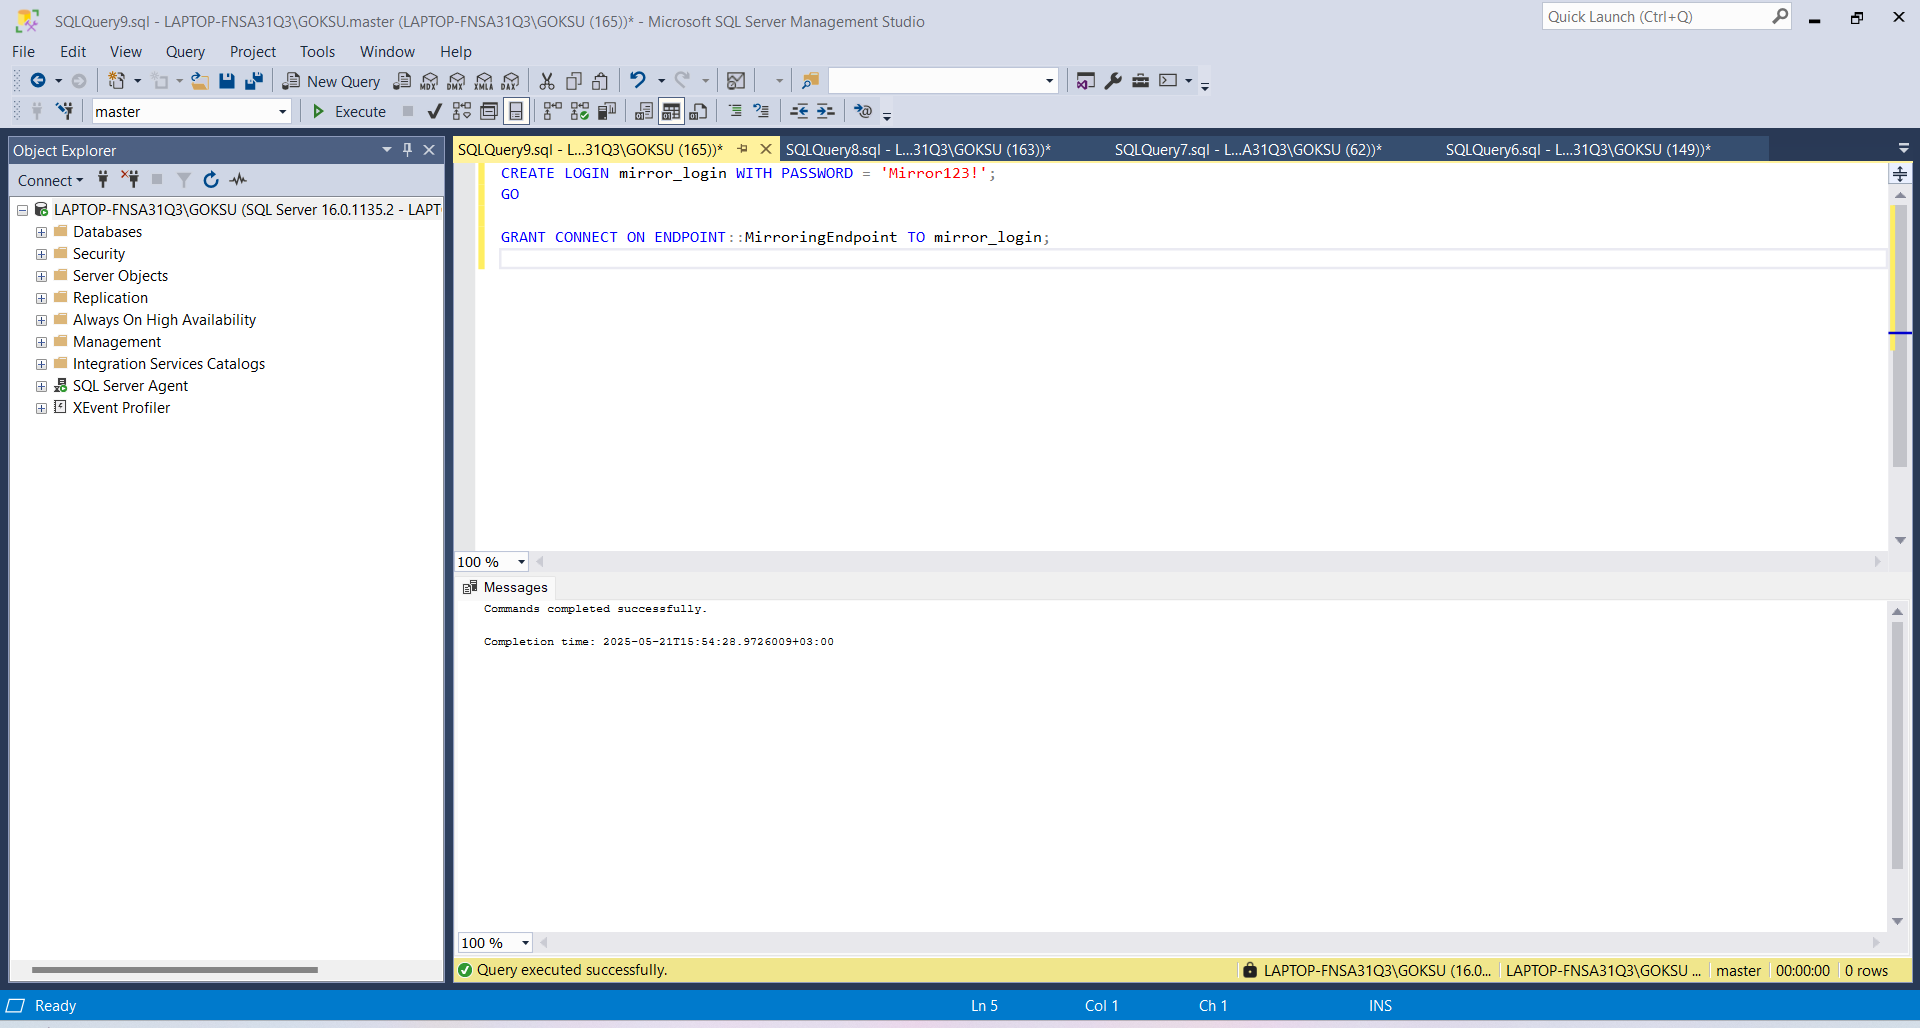 SQLQuery9.sql - LAPTOP-FNSA31Q3\GOKSU.master (LAPTOP-FNSA31Q3\GOKSU (165))* - Microsoft SQL Server Management Studio
Quick Launch (Ctrl+Q)
File Edit View Query Project Tools Window Help
New Query MDX DMX XMLA DAX
master Execute
Object Explorer
SQLQuery9.sql - L...31Q3\GOKSU (165))* SQLQuery8.sql - L...31Q3\GOKSU (163))* SQLQuery7.sql - L...A31Q3\GOKSU (62))* SQLQuery6.sql - L...31Q3\GOKSU (149))*
Connect
LAPTOP-FNSA31Q3\GOKSU (SQL Server 16.0.1135.2 - LAPT
Databases
Security
Server Objects
Replication
Always On High Availability
Management
Integration Services Catalogs
SQL Server Agent
XEvent Profiler
CREATE LOGIN mirror_login WITH PASSWORD = 'Mirror123!';
GO
GRANT CONNECT ON ENDPOINT::MirroringEndpoint TO mirror_login;
100 %
Messages
Commands completed successfully.
Completion time: 2025-05-21T15:54:28.9726009+03:00
100 %
Query executed successfully. LAPTOP-FNSA31Q3\GOKSU (16.0... LAPTOP-FNSA31Q3\GOKSU ... master 00:00:00 0 rows
Ready Ln 5 Col 1 Ch 1 INS